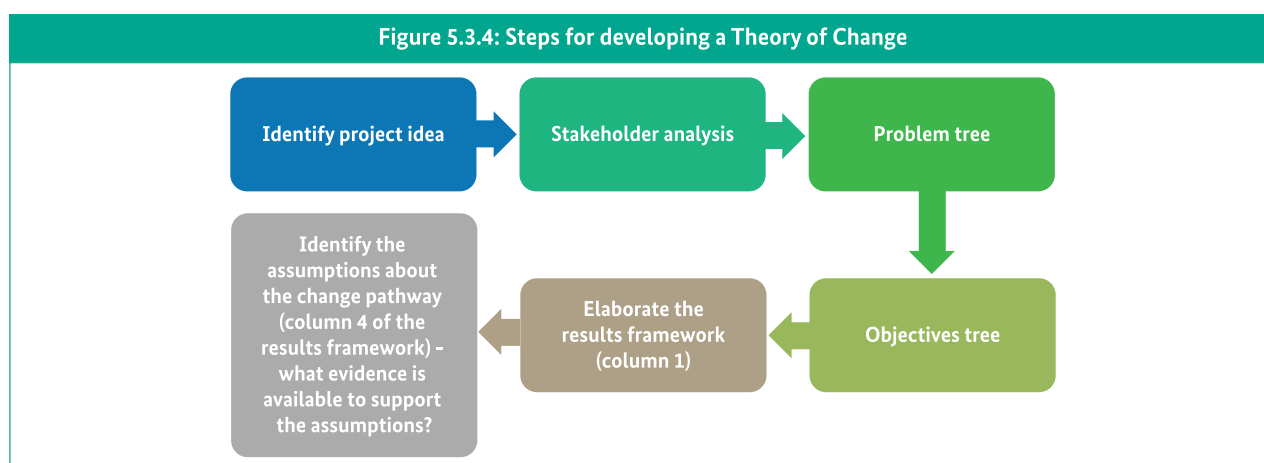 Figure 5.3.4: Steps for developing a Theory of Change
Identify project idea
Stakeholder analysis
Problem tree
Objectives tree
Elaborate the
results framework
(column 1)
Identify the
assumptions about
the change pathway
(column 4 of the
results framework) –
what evidence is
available to support
the assumptions?